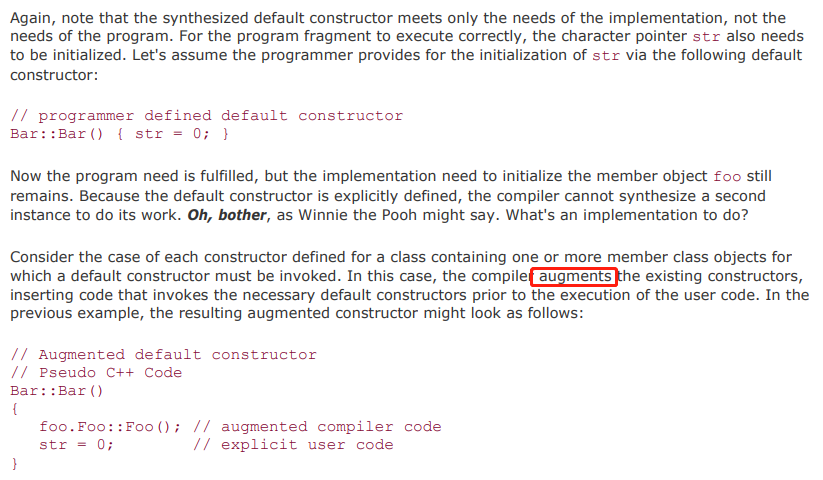 Again, note that the synthesized default constructor meets only the needs of the implementation, not the
needs of the program. For the program fragment to execute correctly, the character pointer str also needs
to be initialized. Let's assume the programmer provides for the initialization of str via the following default
constructor:
// programmer defined default constructor
Bar::Bar() { str = 0; }
Now the program need is fulfilled, but the implementation need to initialize the member object foo still
remains. Because the default constructor is explicitly defined, the compiler cannot synthesize a second
instance to do its work. Oh, bother, as Winnie the Pooh might say. What's an implementation to do?
Consider the case of each constructor defined for a class containing one or more member class objects for
which a default constructor must be invoked. In this case, the compiler augments the existing constructors,
inserting code that invokes the necessary default constructors prior to the execution of the user code. In the
previous example, the resulting augmented constructor might look as follows:
// Augmented default constructor
// Pseudo C++ Code
Bar::Bar()
{
foo.Foo::Foo(); // augmented compiler code
str = 0; // explicit user code
}